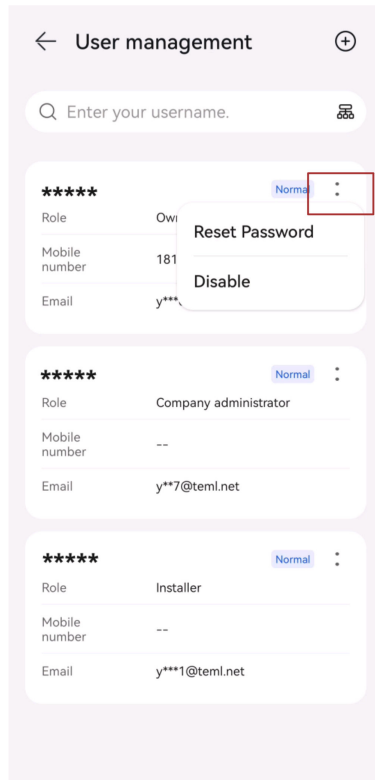 User management
Enter your username.
*****
Normal
Role
Mobile number
181
Email
Reset Password
Disable
*****
Normal
Role Company administrator
Mobile number --
Email y**7@teml.net
*****
Normal
Role Installer
Mobile number --
Email y***1@teml.net